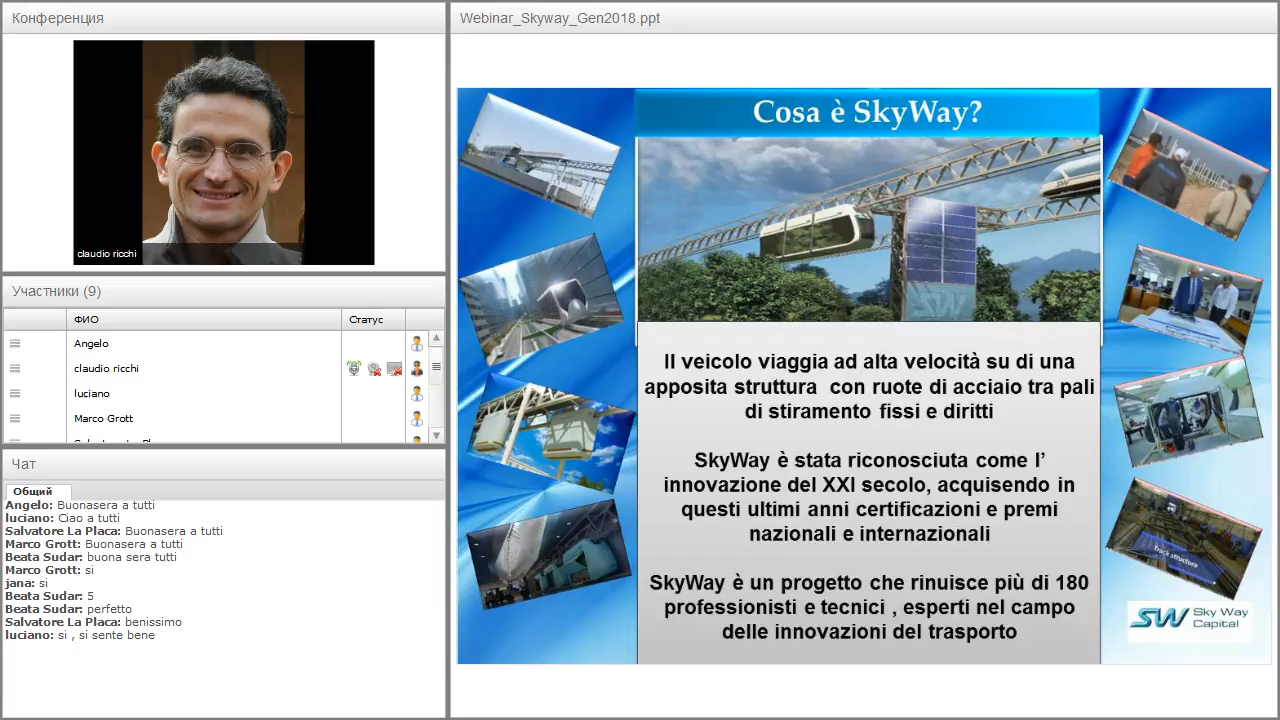 Конференция
claudio ricchi
Участники (9)
ФИО
Статус
Angelo
claudio ricchi
luciano
Marco Grott
Чат
Общий
Angelo: Buonasera a tutti
luciano: Ciao a tutti
Salvatore La Placa: Buonasera a tutti
Marco Grott: Buonasera a tutti
Beata Sudar: buona sera tutti
Marco Grott: si
jana: si
Beata Sudar: 5
Beata Sudar: perfetto
Salvatore La Placa: benissimo
luciano: si , si sente bene
Webinar_Skyway_Gen2018.ppt
Cosa è SkyWay?
SW
SW
Il veicolo viaggia ad alta velocità su di una
apposita struttura con ruote di acciaio tra pali
di stiramento fissi e diritti
SkyWay è stata riconosciuta come l’
innovazione del XXI secolo, acquisendo in
questi ultimi anni certificazioni e premi
nazionali e internazionali
SkyWay è un progetto che rinuisce più di 180
professionisti e tecnici , esperti nel campo
delle innovazioni del trasporto
Track structure
SW Sky Way
Capital